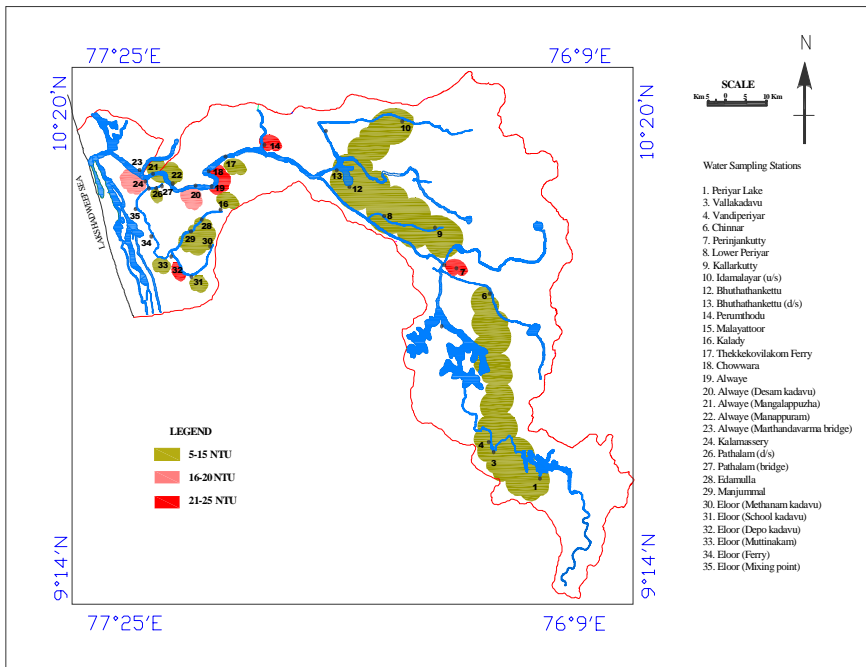 77°25'E
76°9'E
N
10°20'N
10°20'N
SCALE
Km 5 0 5 10 Km
10
14
23
21
22
17
18
24
27
26
20
19
16
13
12
35
34
28
29
30
8
9
33
32
31
7
6
LAKSHADWEEP SEA
Water Sampling Stations
1. Periyar Lake
3. Vallakadavu
4. Vandiperiyar
6. Chinnar
7. Perinjankutty
8. Lower Periyar
9. Kallarkutty
10. Idamalayar (u/s)
12. Bhuthathankettu
13. Bhuthathankettu (d/s)
14. Perumthodu
15. Malayattoor
16. Kalady
17. Thekkekovilakom Ferry
18. Chowwara
19. Alwaye
20. Alwaye (Desam kadavu)
21. Alwaye (Mangalappuzha)
22. Alwaye (Manappuram)
23. Alwaye (Marthandavarma bridge)
24. Kalamassery
26. Pathalam (d/s)
27. Pathalam (bridge)
28. Edamulla
29. Manjummal
30. Eloor (Methanam kadavu)
31. Eloor (School kadavu)
32. Eloor (Depo kadavu)
33. Eloor (Muttinakam)
34. Eloor (Ferry)
35. Eloor (Mixing point)
LEGEND
5-15 NTU
16-20 NTU
21-25 NTU
4
3
1
9°14'N
9°14'N
77°25'E
76°9'E